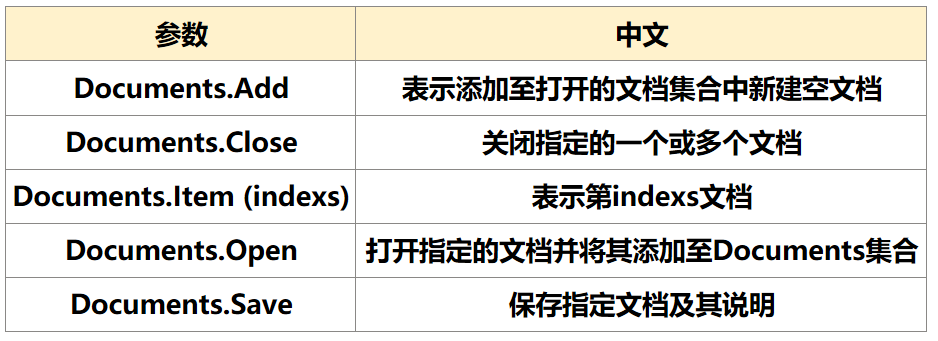 参数 中文
Documents.Add 表示添加至打开的文档集合中新建空文档
Documents.Close 关闭指定的一个或多个文档
Documents.Item (indexs) 表示第indexs文档
Documents.Open 打开指定的文档并将其添加至Documents集合
Documents.Save 保存指定文档及其说明